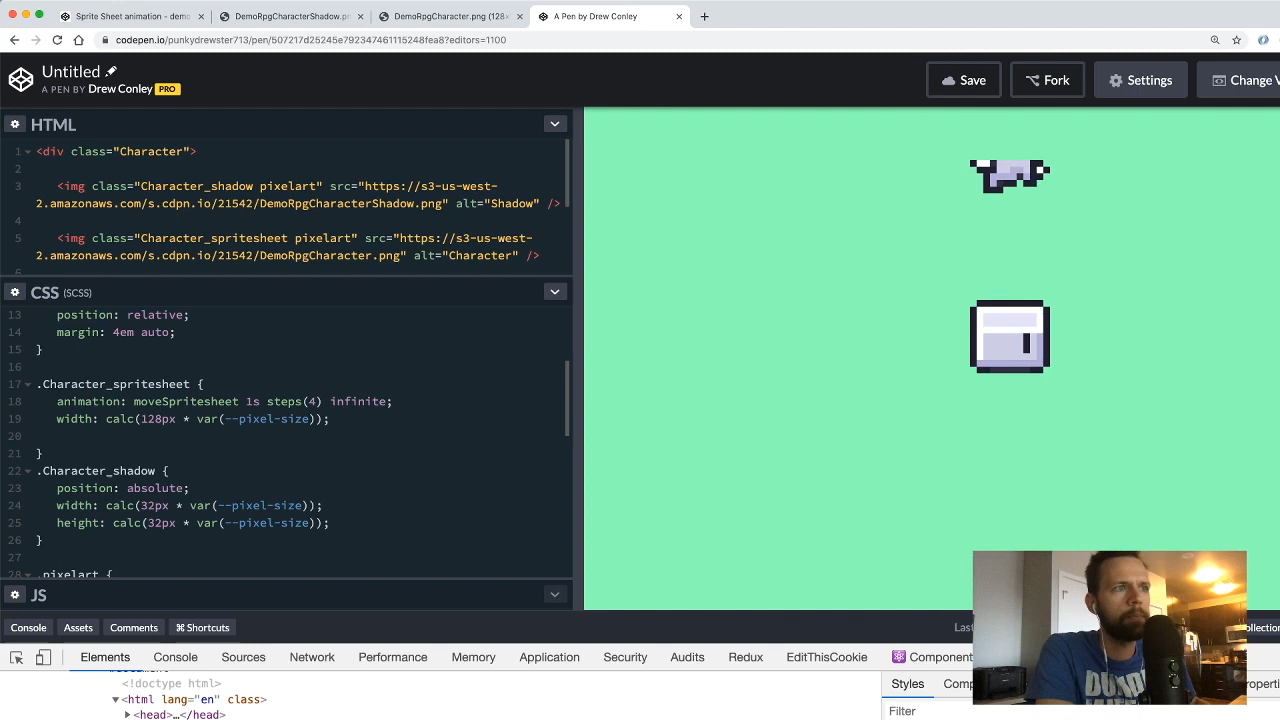 Sprite Sheet animation - demo
DemoRpgCharacterShadow.pn
DemoRpgCharacter.png (128×
A Pen by Drew Conley
codepen.io/punkydrewster713/pen/507217d25245e792347461115248fea8?editors=1100
Untitled
A PEN BY Drew Conley PRO
Save
Fork
Settings
Change V
HTML
1 <div class="Character">
2
3 <img class="Character_shadow pixelart" src="https://s3-us-west-
2.amazonaws.com/s.cdpn.io/21542/DemoRpgCharacterShadow.png" alt="Shadow" />
4
5 <img class="Character_spritesheet pixelart" src="https://s3-us-west-
2.amazonaws.com/s.cdpn.io/21542/DemoRpgCharacter.png" alt="Character" />
6
CSS (SCSS)
13 position: relative;
14 margin: 4em auto;
15 }
16
17 .Character_spritesheet {
18 animation: moveSpritesheet 1s steps(4) infinite;
19 width: calc(128px * var(--pixel-size));
20
21 }
22 .Character_shadow {
23 position: absolute;
24 width: calc(32px * var(--pixel-size));
25 height: calc(32px * var(--pixel-size));
26 }
27
28 .pixelart {
JS
Console
Assets
Comments
⌘ Shortcuts
Las
ollection
Elements
Console
Sources
Network
Performance
Memory
Application
Security
Audits
Redux
EditThisCookie
Componen
<!doctype html>
<html lang="en" class>
<head>…</head>
Styles
Comp
roperti
Filter